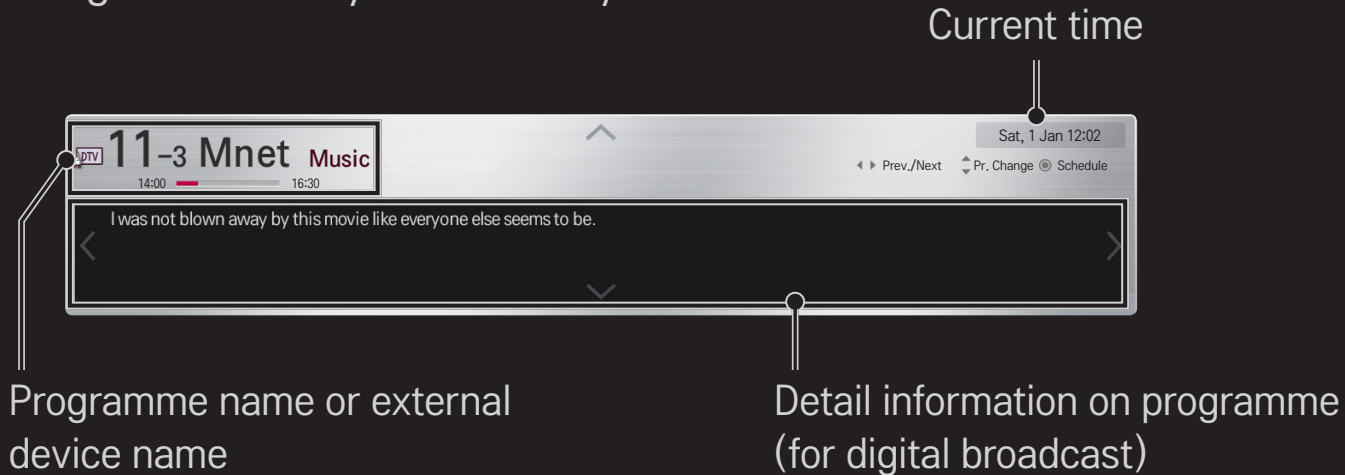 Current time
DTV
11-3 Mnet Music
14:00 16:30
Sat, 1 Jan 12:02
Prev./Next Pr. Change Schedule
I was not blown away by this movie like everyone else seems to be.
Programme name or external
device name
Detail information on programme
(for digital broadcast)